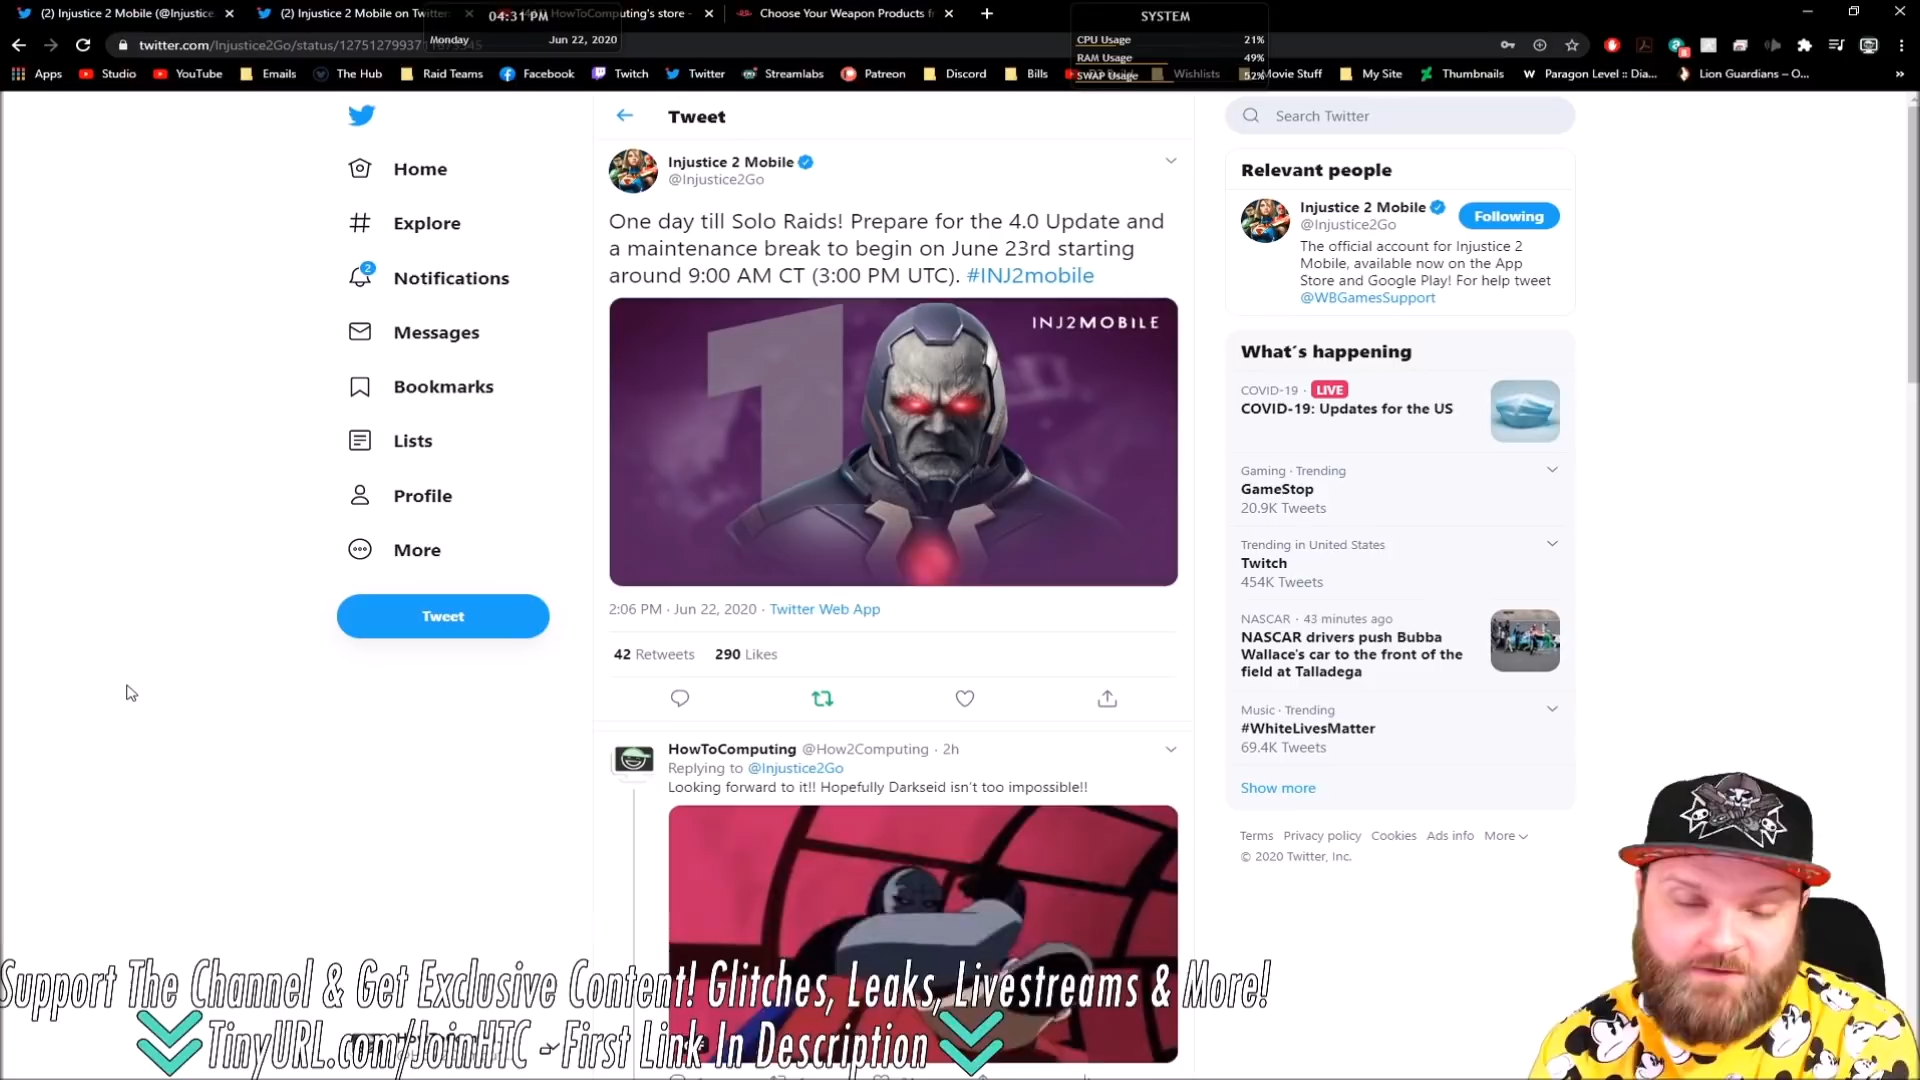 (2) Injustice 2 Mobile (@Injustice
(2) Injustice 2 Mobile on Twitter
HowToComputing's store -
Choose Your Weapon Products f
04:31 PM
Monday Jun 22, 2020
SYSTEM
CPU Usage 21%
RAM Usage 49%
SWAP Usage 52%
twitter.com/Injustice2Go/status/12751279937
Apps Studio YouTube Emails The Hub Raid Teams Facebook Twitch Twitter Streamlabs Patreon Discord Bills Wishlists Movie Stuff My Site Thumbnails Paragon Level :: Dia... Lion Guardians – O...
Home
Explore
2
Notifications
Messages
Bookmarks
Lists
Profile
More
Tweet
Tweet
Injustice 2 Mobile
@Injustice2Go
One day till Solo Raids! Prepare for the 4.0 Update and
a maintenance break to begin on June 23rd starting
around 9:00 AM CT (3:00 PM UTC). #INJ2mobile
1
INJ2MOBILE
2:06 PM · Jun 22, 2020 · Twitter Web App
42 Retweets 290 Likes
HowToComputing @How2Computing · 2h
Replying to @Injustice2Go
Looking forward to it!! Hopefully Darkseid isn't too impossible!!
Search Twitter
Relevant people
Injustice 2 Mobile
@Injustice2Go
Following
The official account for Injustice 2
Mobile, available now on the App
Store and Google Play! For help tweet
@WBGamesSupport
What's happening
COVID-19 · LIVE
COVID-19: Updates for the US
Gaming · Trending
GameStop
20.9K Tweets
Trending in United States
Twitch
454K Tweets
NASCAR · 43 minutes ago
NASCAR drivers push Bubba
Wallace's car to the front of the
field at Talladega
Music · Trending
#WhiteLivesMatter
69.4K Tweets
Show more
Terms Privacy policy Cookies Ads info More
© 2020 Twitter, Inc.
Support The Channel & Get Exclusive Content! Glitches, Leaks, Livestreams & More!
TinyURL.com/JoinHTC - First Link In Description